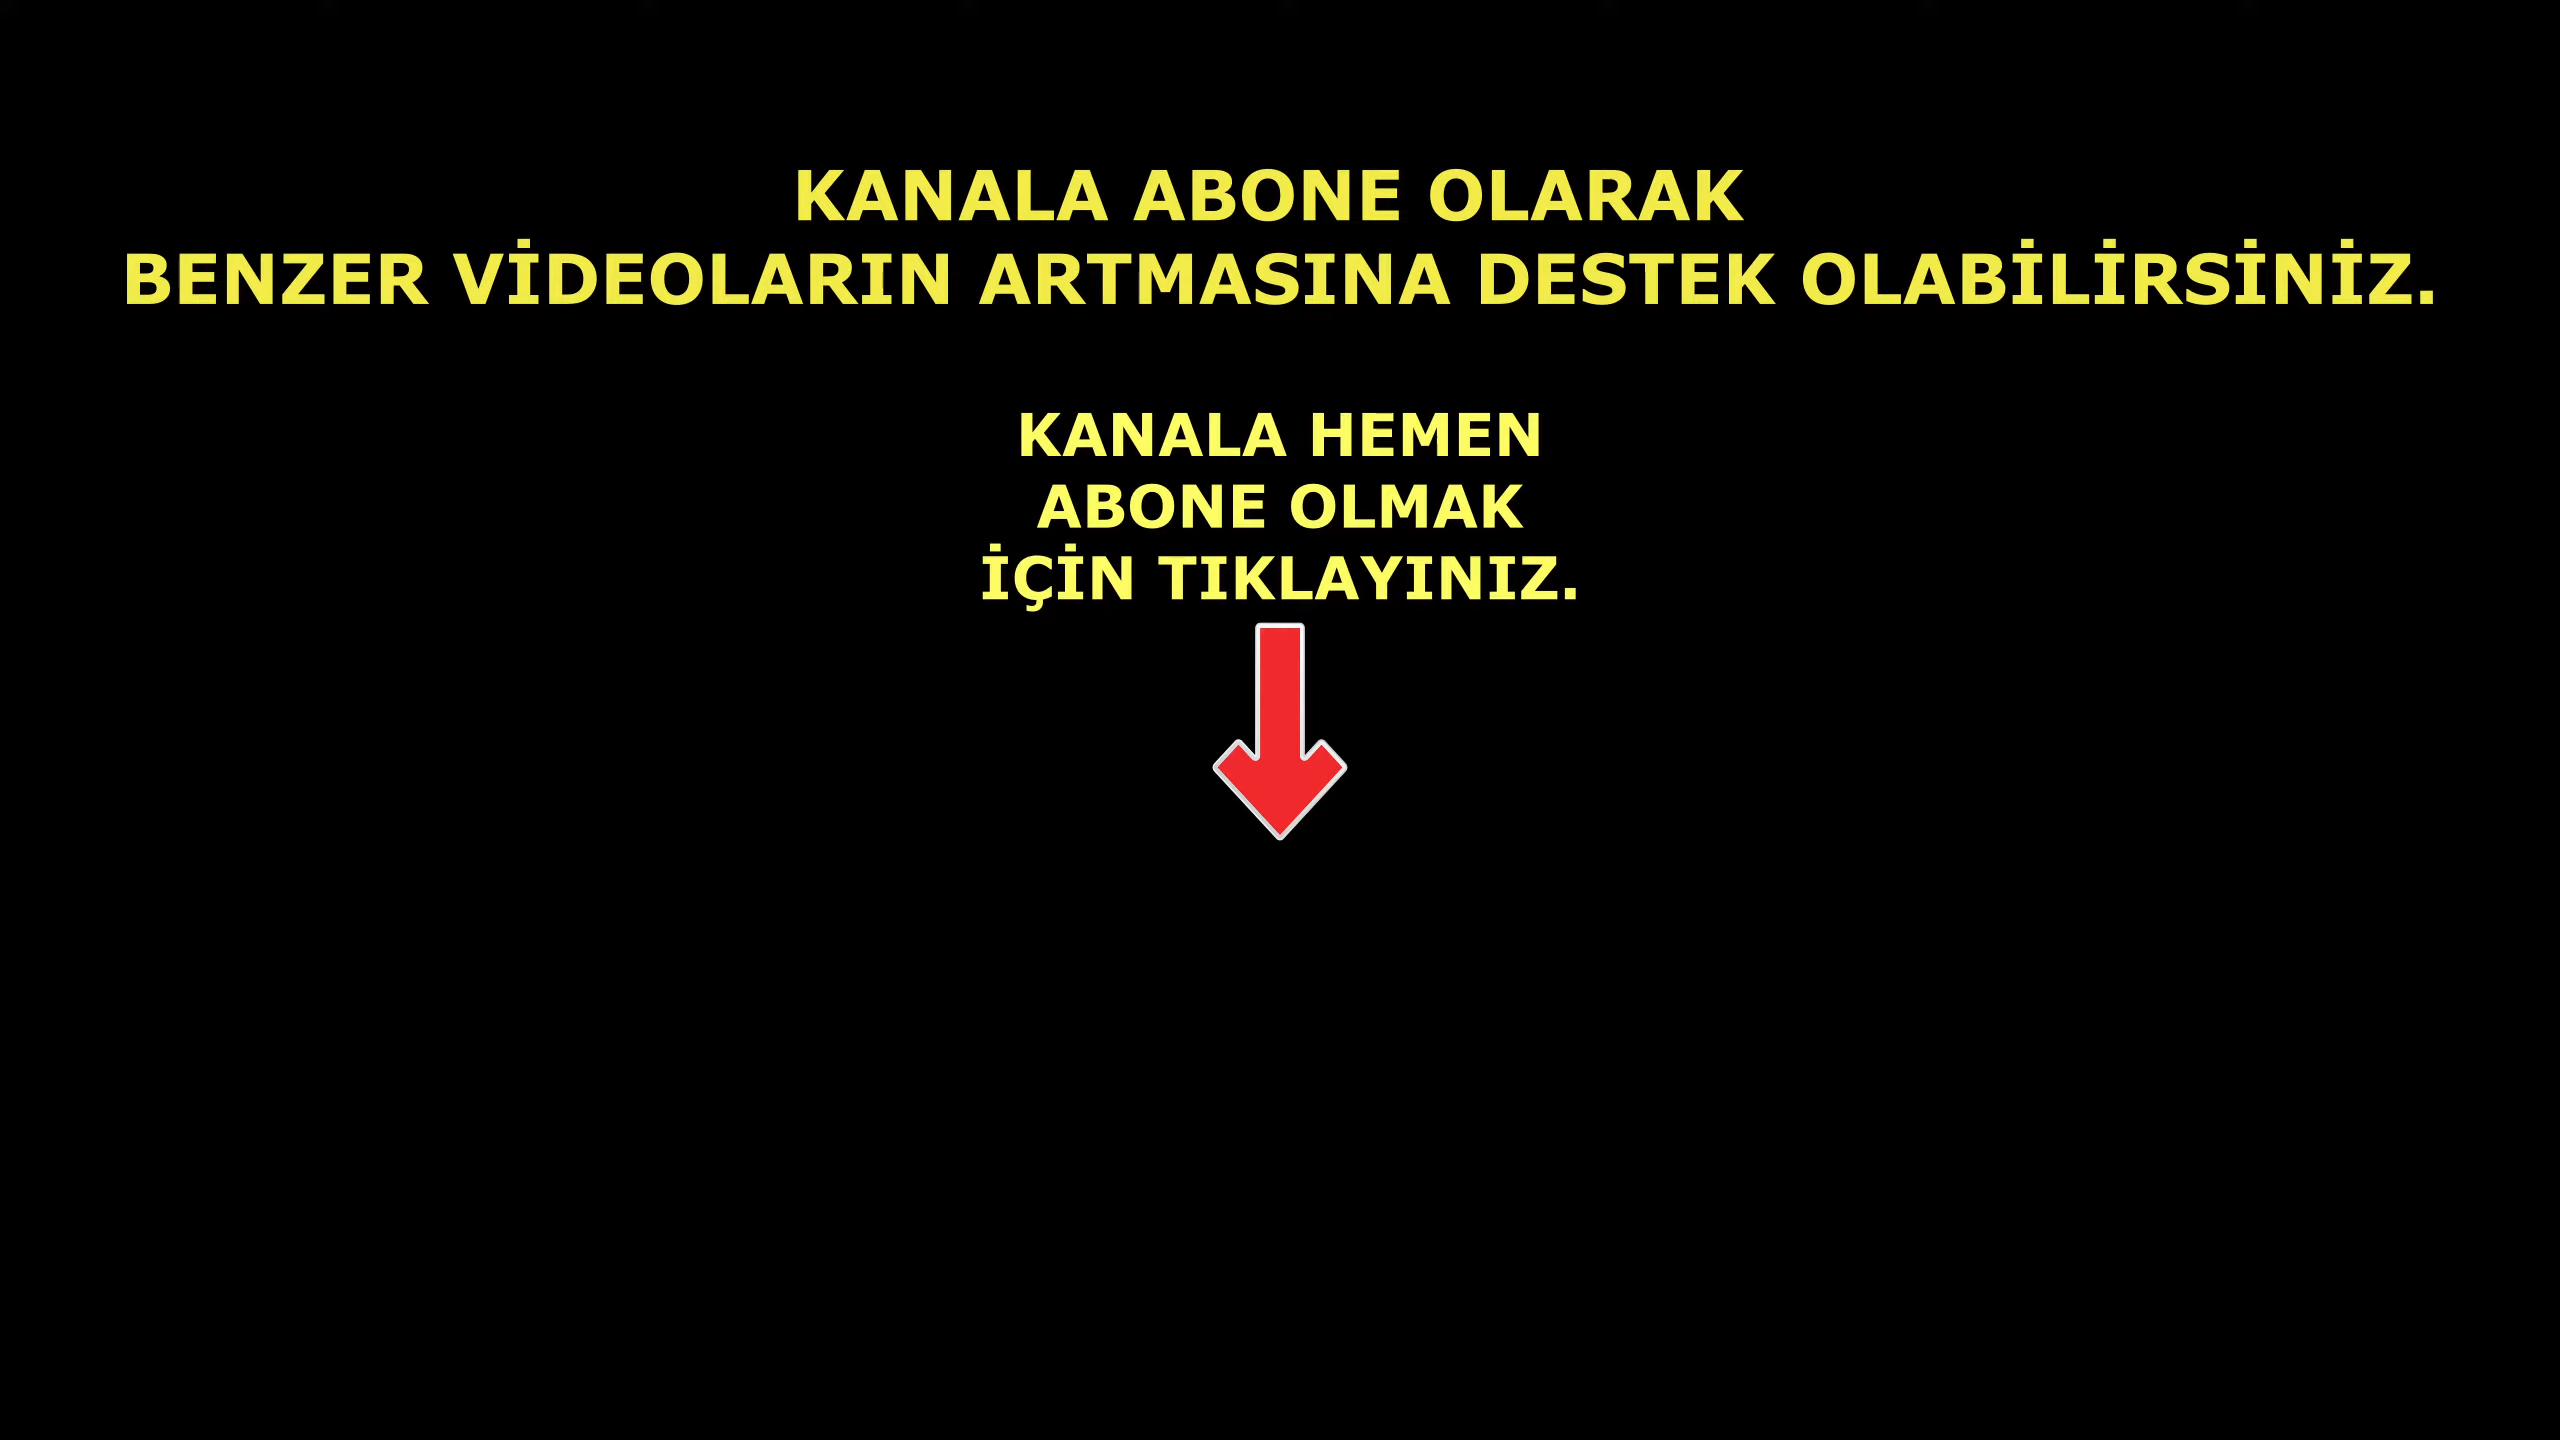 KANALA ABONE OLARAK
BENZER VİDEOLARIN ARTMASINA DESTEK OLABİLİRSİNİZ.
KANALA HEMEN
ABONE OLMAK
İÇİN TIKLAYINIZ.